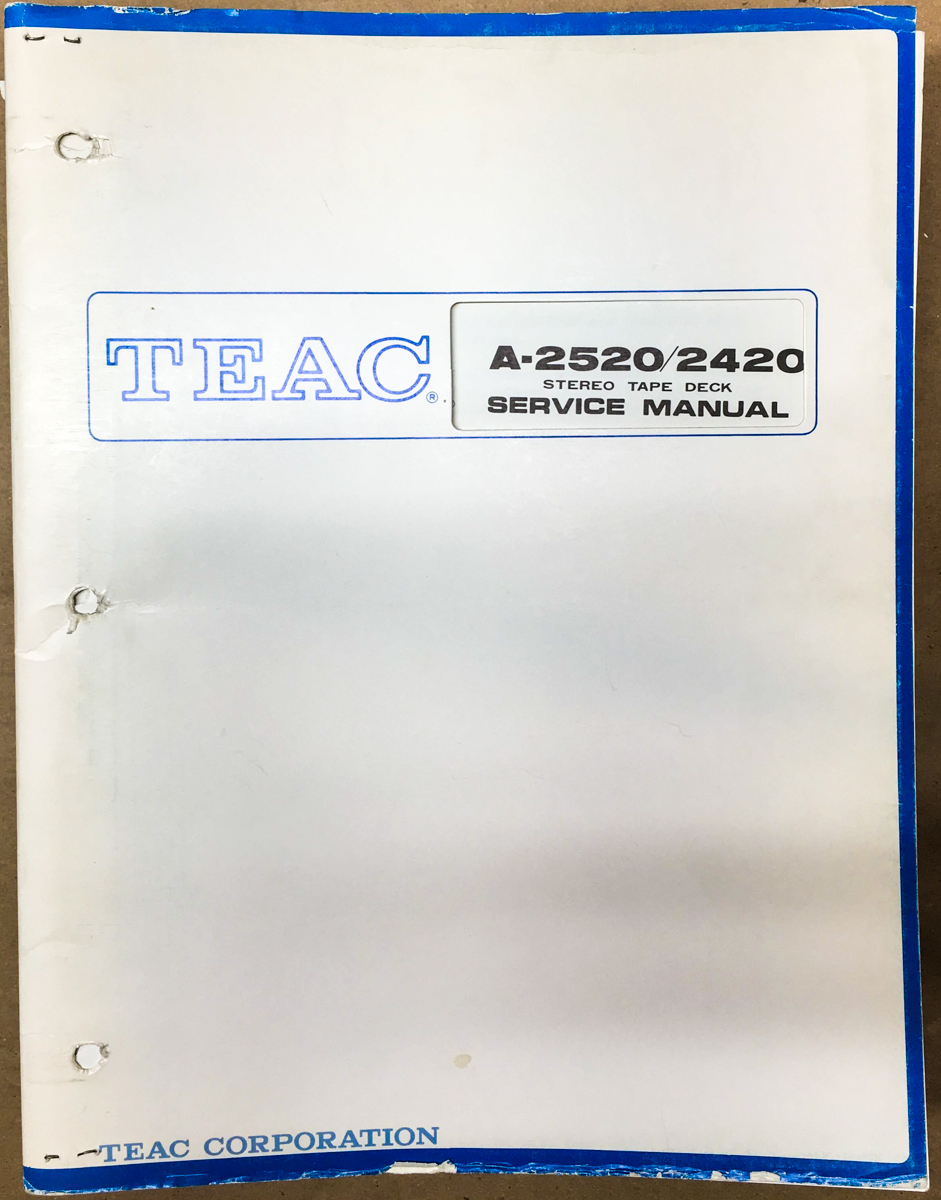 TEAC®
A-2520/2420
STEREO TAPE DECK
SERVICE MANUAL
TEAC CORPORATION